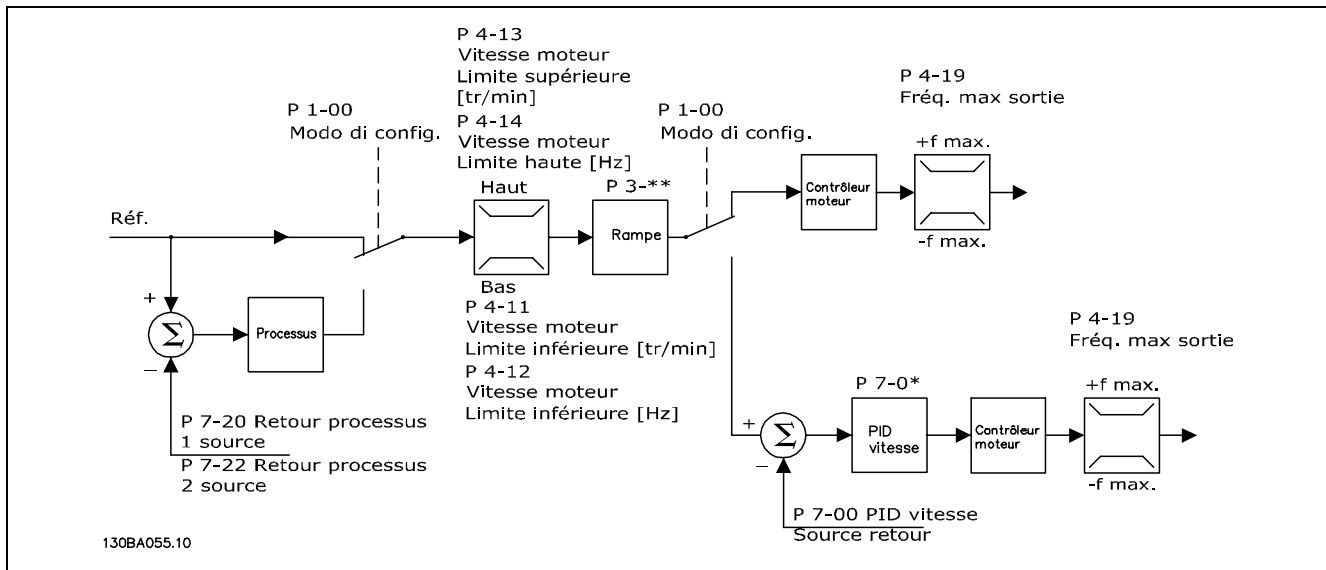 P 4-13
Vitesse moteur
Limite supérieure
[tr/min]
P 4-14
Vitesse moteur
Limite haute [Hz]
P 1-00
Modo di config.
P 1-00
Modo di config.
P 4-19
Fréq. max sortie
+f max.
-f max.
Haut
Bas
P 3-**
Rampe
Contrôleur
moteur
Réf.
+
Σ
−
Processus
P 4-11
Vitesse moteur
Limite inférieure [tr/min]
P 4-12
Vitesse moteur
Limite inférieure [Hz]
P 7-20 Retour processus
1 source
P 7-22 Retour processus
2 source
P 4-19
Fréq. max sortie
+f max.
-f max.
P 7-0*
+
Σ
−
PID
vitesse
Contrôleur
moteur
P 7-00 PID vitesse
Source retour
130BA055.10